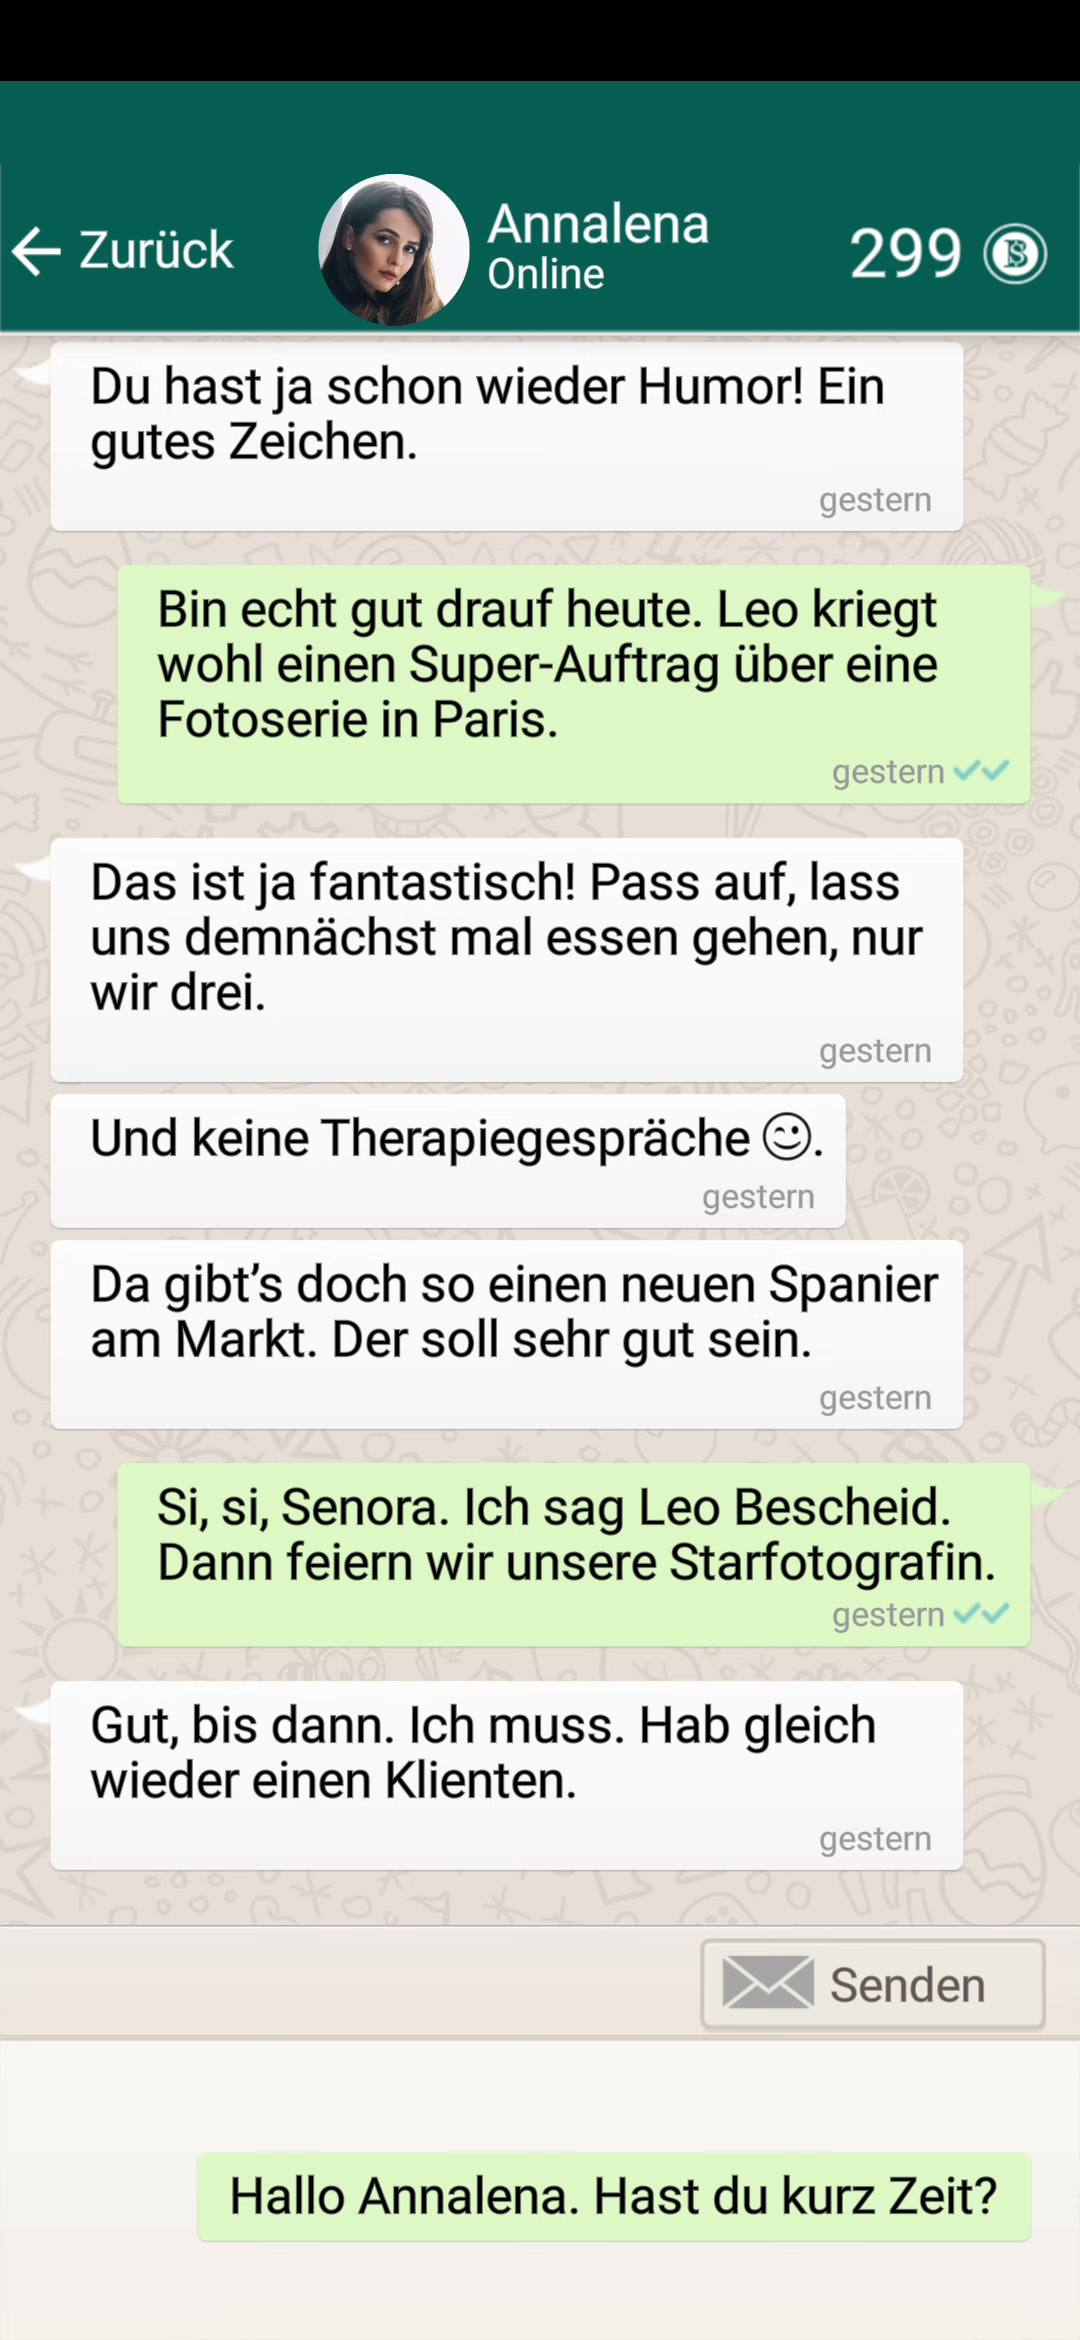 Zurück
Annalena
Online
299
Du hast ja schon wieder Humor! Ein
gutes Zeichen.
gestern
Bin echt gut drauf heute. Leo kriegt
wohl einen Super-Auftrag über eine
Fotoserie in Paris.
gestern
Das ist ja fantastisch! Pass auf, lass
uns demnächst mal essen gehen, nur
wir drei.
gestern
Und keine Therapiegespräche 😉.
gestern
Da gibt’s doch so einen neuen Spanier
am Markt. Der soll sehr gut sein.
gestern
Si, si, Senora. Ich sag Leo Bescheid.
Dann feiern wir unsere Starfotografin.
gestern
Gut, bis dann. Ich muss. Hab gleich
wieder einen Klienten.
gestern
Senden
Hallo Annalena. Hast du kurz Zeit?